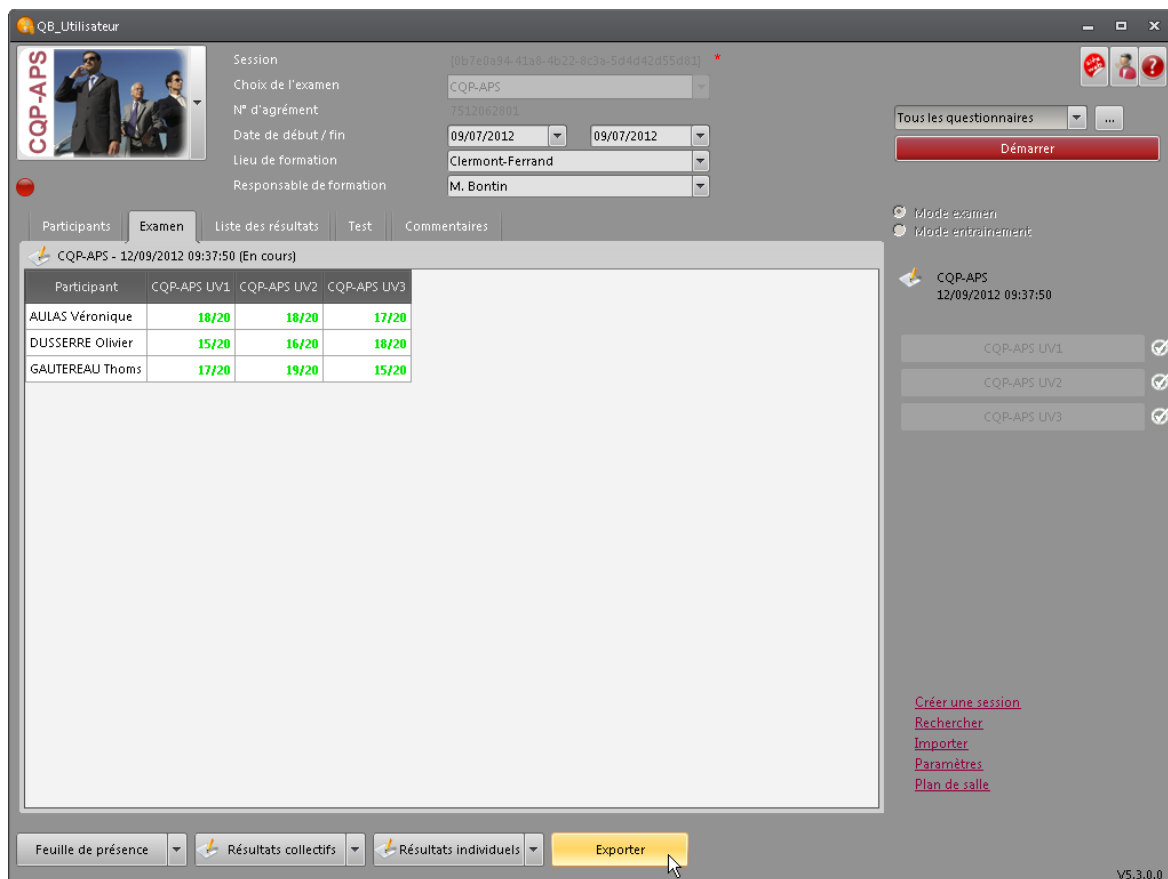 QB_Utilisateur
CQP-APS
Session
{0b7e0a94-41a8-4b22-8c3a-5d4d42d55d81} *
Choix de l'examen
CQP-APS
N° d'agrément
7512062001
Date de début / fin
09/07/2012
09/07/2012
Lieu de formation
Clermont-Ferrand
Responsable de formation
M. Bontin
site web
?
Tous les questionnaires
...
Démarrer
Mode examen
Mode entrainement
Participants
Examen
Liste des résultats
Test
Commentaires
CQP-APS - 12/09/2012 09:37:50 (En cours)
Participant CQP-APS UV1 CQP-APS UV2 CQP-APS UV3
AULAS Véronique 18/20 18/20 17/20
DUSSERRE Olivier 15/20 16/20 18/20
GAUTEREAU Thoms 17/20 19/20 15/20
CQP-APS
12/09/2012 09:37:50
CQP-APS UV1
CQP-APS UV2
CQP-APS UV3
Créer une session
Rechercher
Importer
Paramètres
Plan de salle
Feuille de présence
Résultats collectifs
Résultats individuels
Exporter
V5.3.0.0